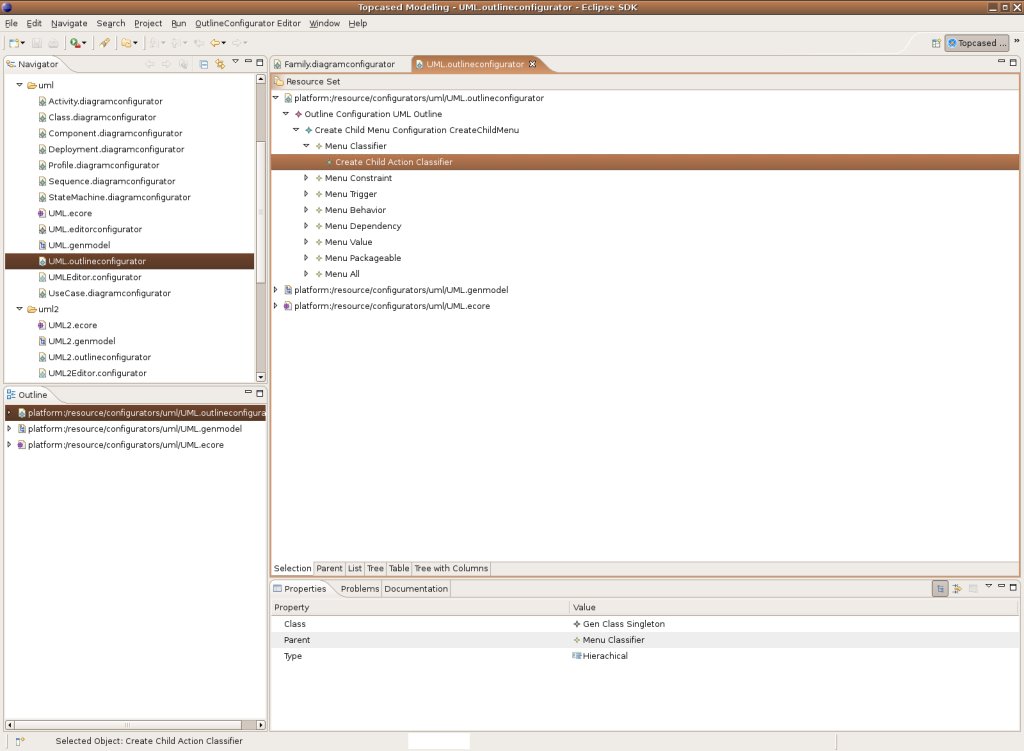 Topcased Modeling - UML.outlineconfigurator - Eclipse SDK
File Edit Navigate Search Project Run OutlineConfigurator Editor Window Help
Topcased ...
Navigator
uml
Activity.diagramconfigurator
Class.diagramconfigurator
Component.diagramconfigurator
Deployment.diagramconfigurator
Profile.diagramconfigurator
Sequence.diagramconfigurator
StateMachine.diagramconfigurator
UML.ecore
UML.editorconfigurator
UML.genmodel
UML.outlineconfigurator
UMLEditor.configurator
UseCase.diagramconfigurator
uml2
UML2.ecore
UML2.genmodel
UML2.outlineconfigurator
UML2Editor.configurator
Outline
platform:/resource/configurators/uml/UML.outlineconfigura
platform:/resource/configurators/uml/UML.genmodel
platform:/resource/configurators/uml/UML.ecore
Family.diagramconfigurator UML.outlineconfigurator
Resource Set
platform:/resource/configurators/uml/UML.outlineconfigurator
Outline Configuration UML Outline
Create Child Menu Configuration CreateChildMenu
Menu Classifier
Create Child Action Classifier
Menu Constraint
Menu Trigger
Menu Behavior
Menu Dependency
Menu Value
Menu Packageable
Menu All
platform:/resource/configurators/uml/UML.genmodel
platform:/resource/configurators/uml/UML.ecore
Selection Parent List Tree Table Tree with Columns
Properties Problems Documentation
Property Value
Class Gen Class Singleton
Parent Menu Classifier
Type Hierachical
Selected Object: Create Child Action Classifier